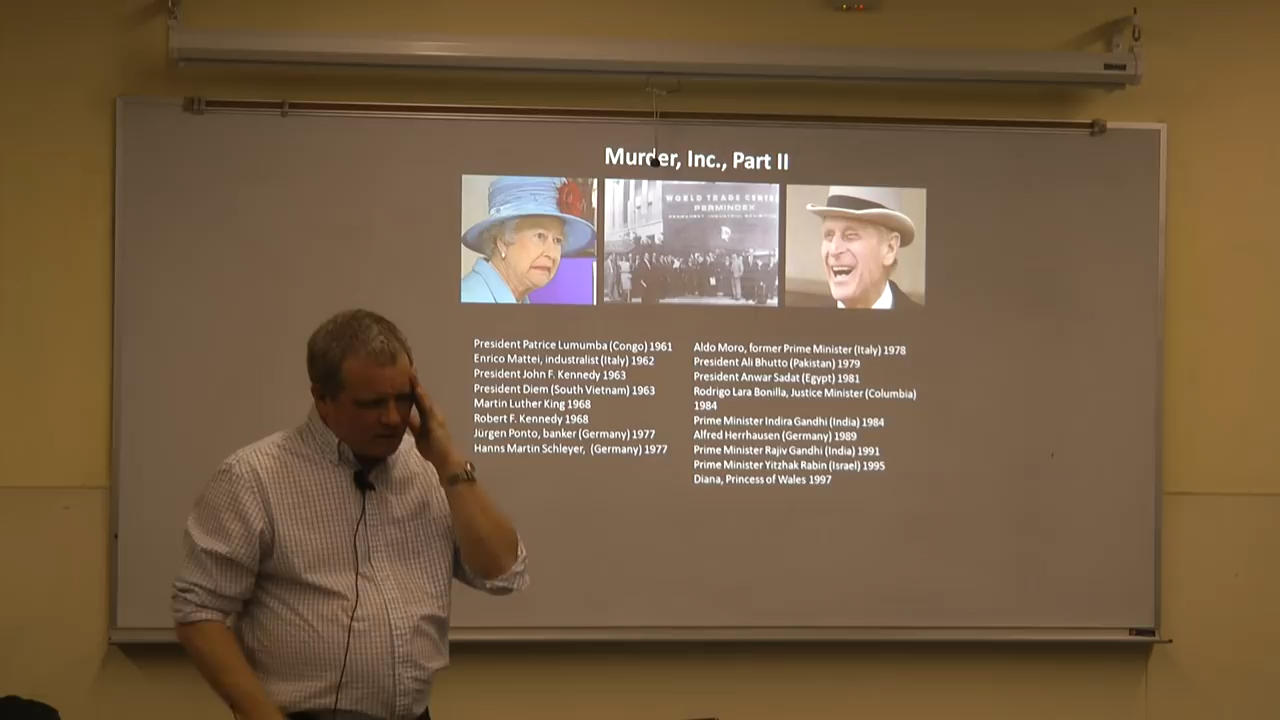 Murder, Inc., Part II
WORLD TRADE CENTE
PERMINDEX
President Patrice Lumumba (Congo) 1961
Enrico Mattei, industralist (Italy) 1962
President John F. Kennedy 1963
President Diem (South Vietnam) 1963
Martin Luther King 1968
Robert F. Kennedy 1968
Jürgen Ponto, banker (Germany) 1977
Hanns Martin Schleyer, (Germany) 1977
Aldo Moro, former Prime Minister (Italy) 1978
President Ali Bhutto (Pakistan) 1979
President Anwar Sadat (Egypt) 1981
Rodrigo Lara Bonilla, Justice Minister (Columbia)
1984
Prime Minister Indira Gandhi (India) 1984
Alfred Herrhausen (Germany) 1989
Prime Minister Rajiv Gandhi (India) 1991
Prime Minister Yitzhak Rabin (Israel) 1995
Diana, Princess of Wales 1997